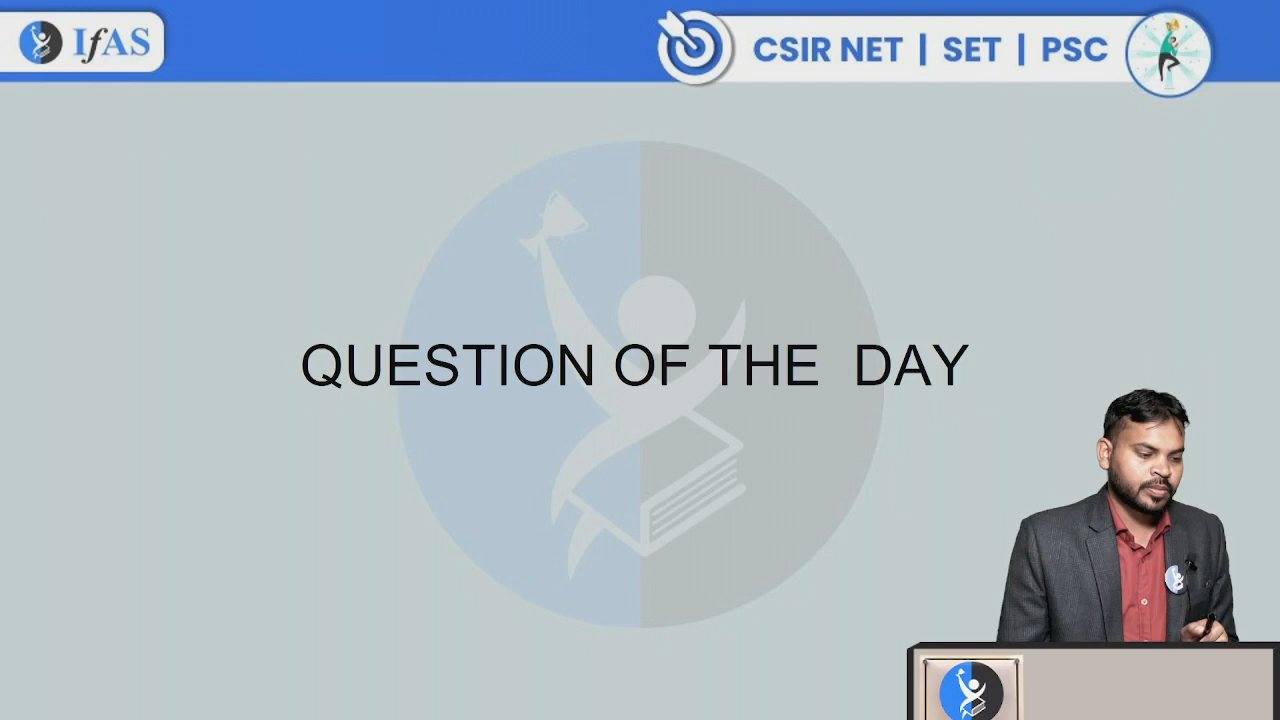 IfAS
CSIR NET | SET | PSC
QUESTION OF THE  DAY